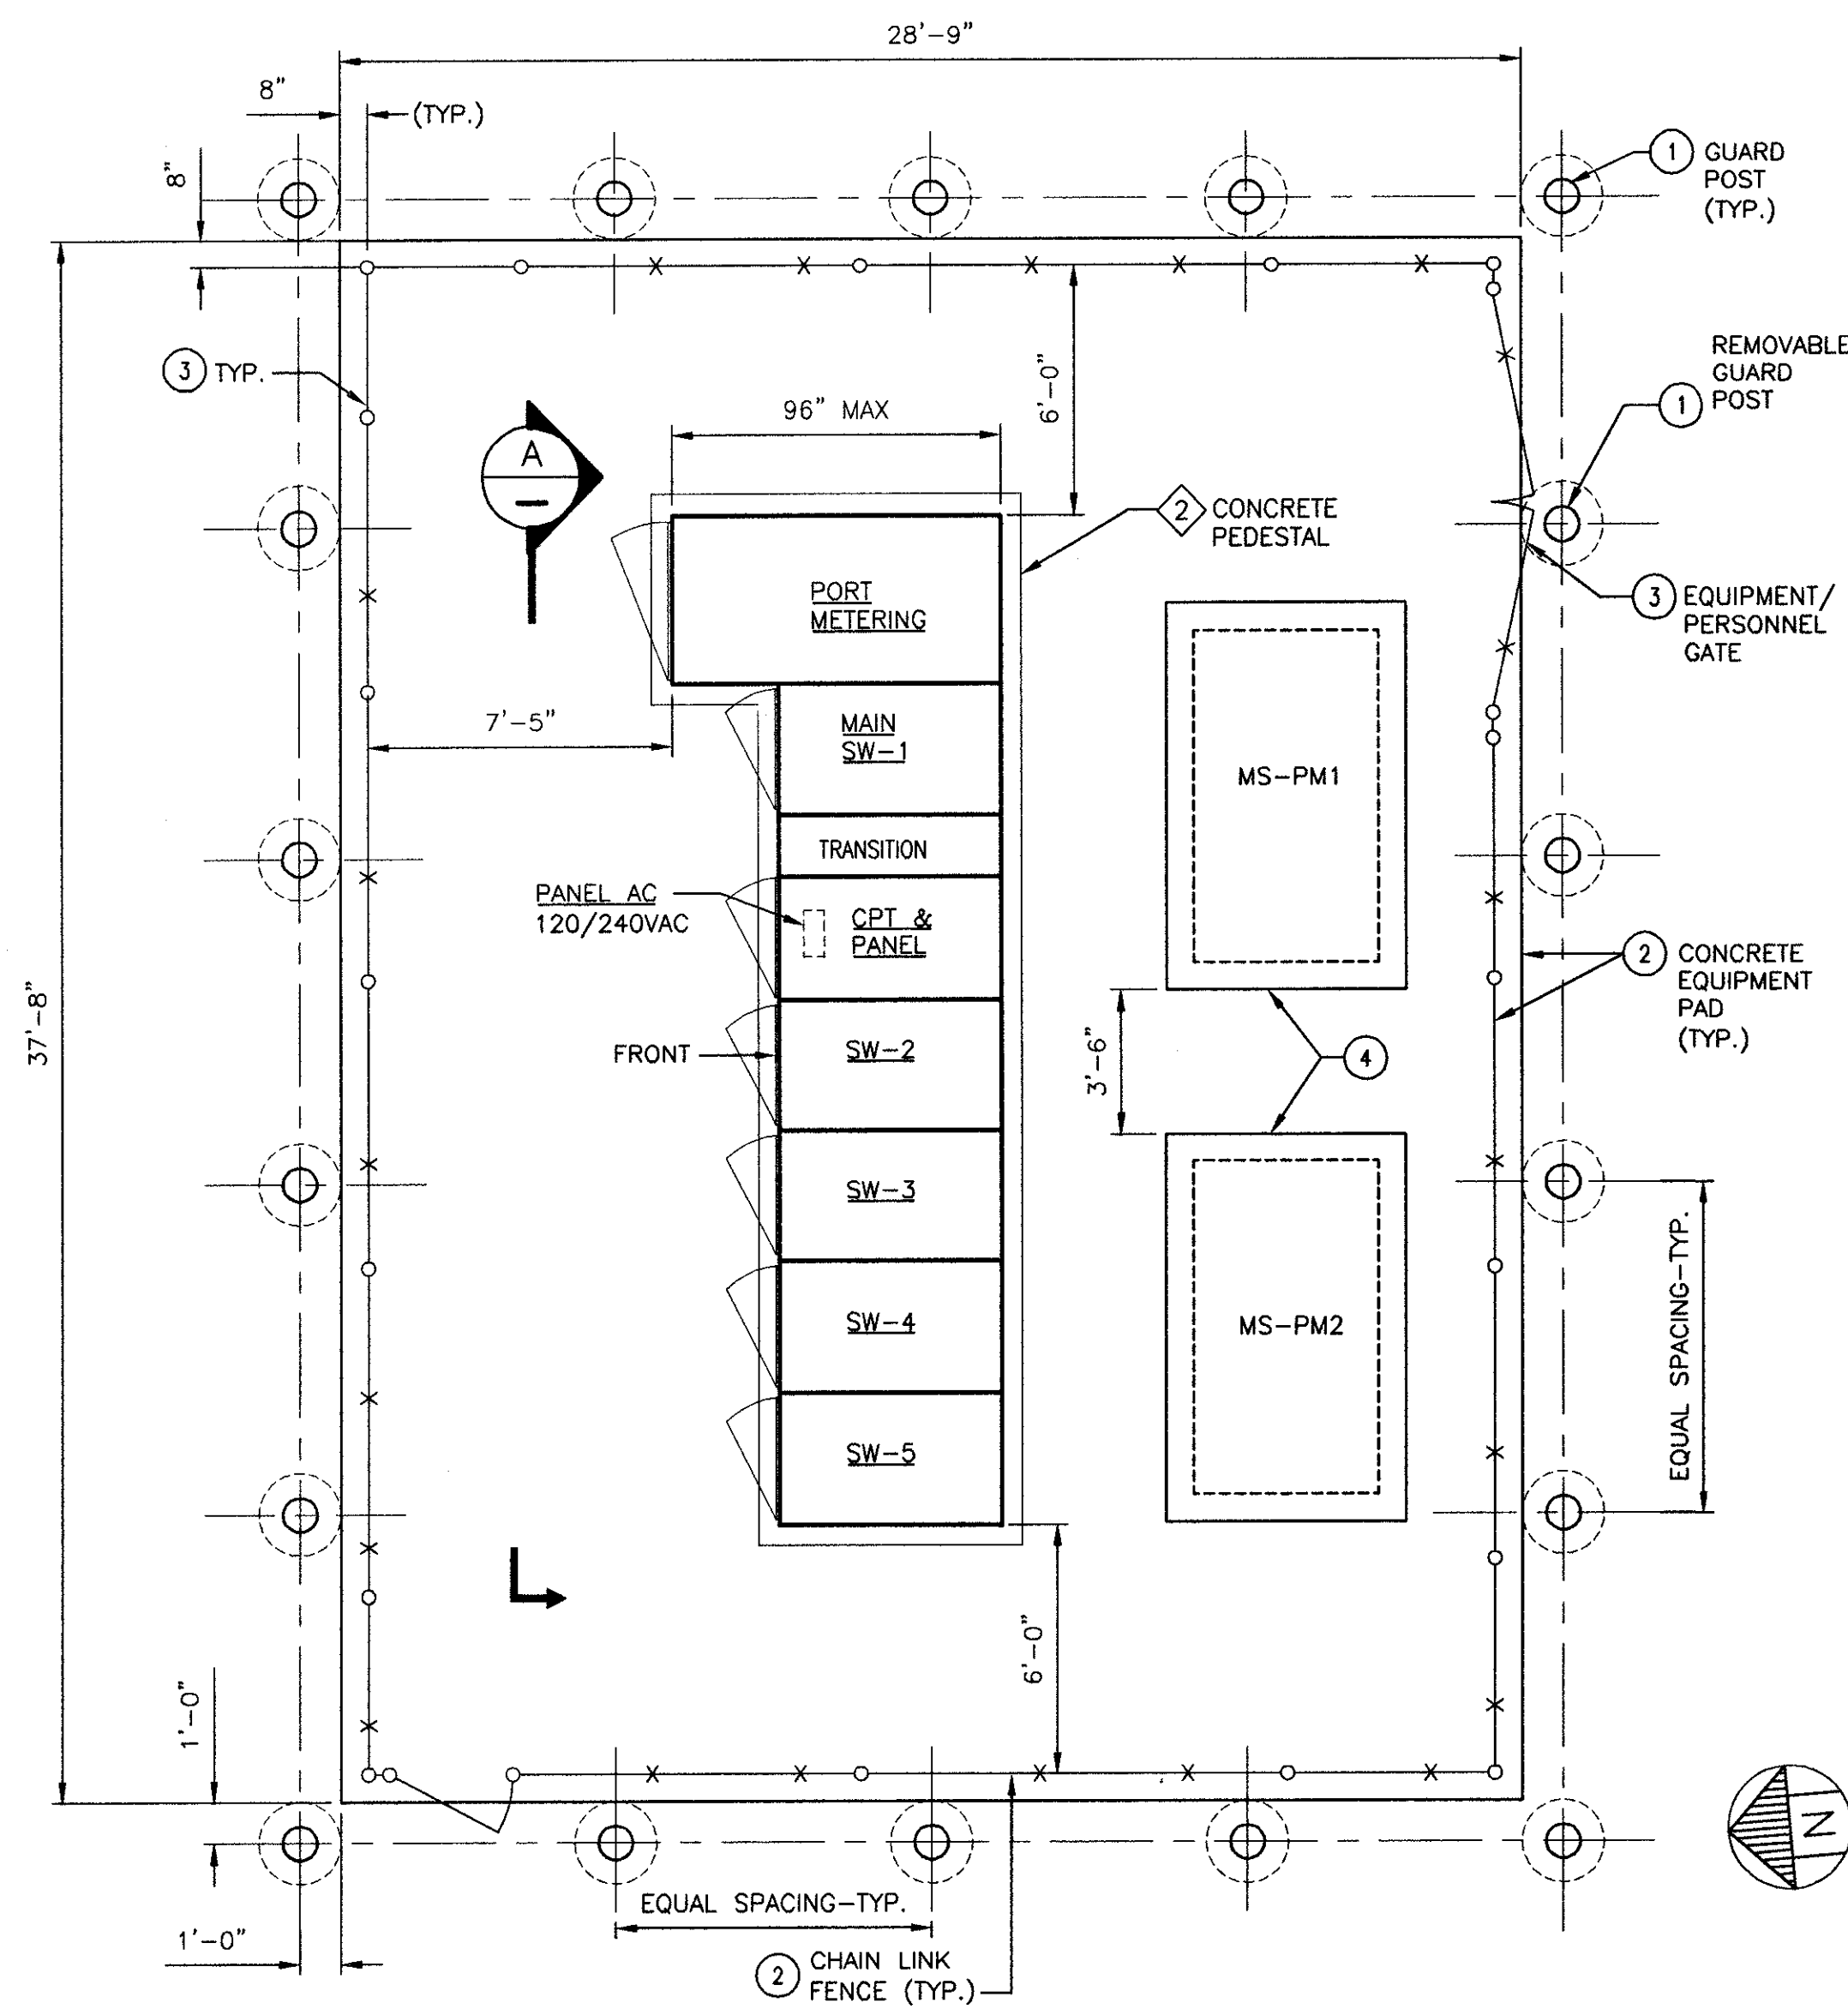 28'-9"
8"
(TYP.)
8"
1 GUARD
POST
(TYP.)
3 TYP.
6'-0"
REMOVABLE
GUARD
1 POST
96" MAX
A
2 CONCRETE
PEDESTAL
PORT
METERING
3 EQUIPMENT/
PERSONNEL
GATE
7'-5"
MAIN
SW-1
MS-PM1
TRANSITION
PANEL AC
120/240VAC
CPT &
PANEL
2 CONCRETE
EQUIPMENT
PAD
(TYP.)
37'-8"
FRONT
SW-2
3'-6"
4
SW-3
EQUAL SPACING-TYP.
SW-4
MS-PM2
SW-5
6'-0"
1'-0"
N
EQUAL SPACING-TYP.
1'-0"
2 CHAIN LINK
FENCE (TYP.)